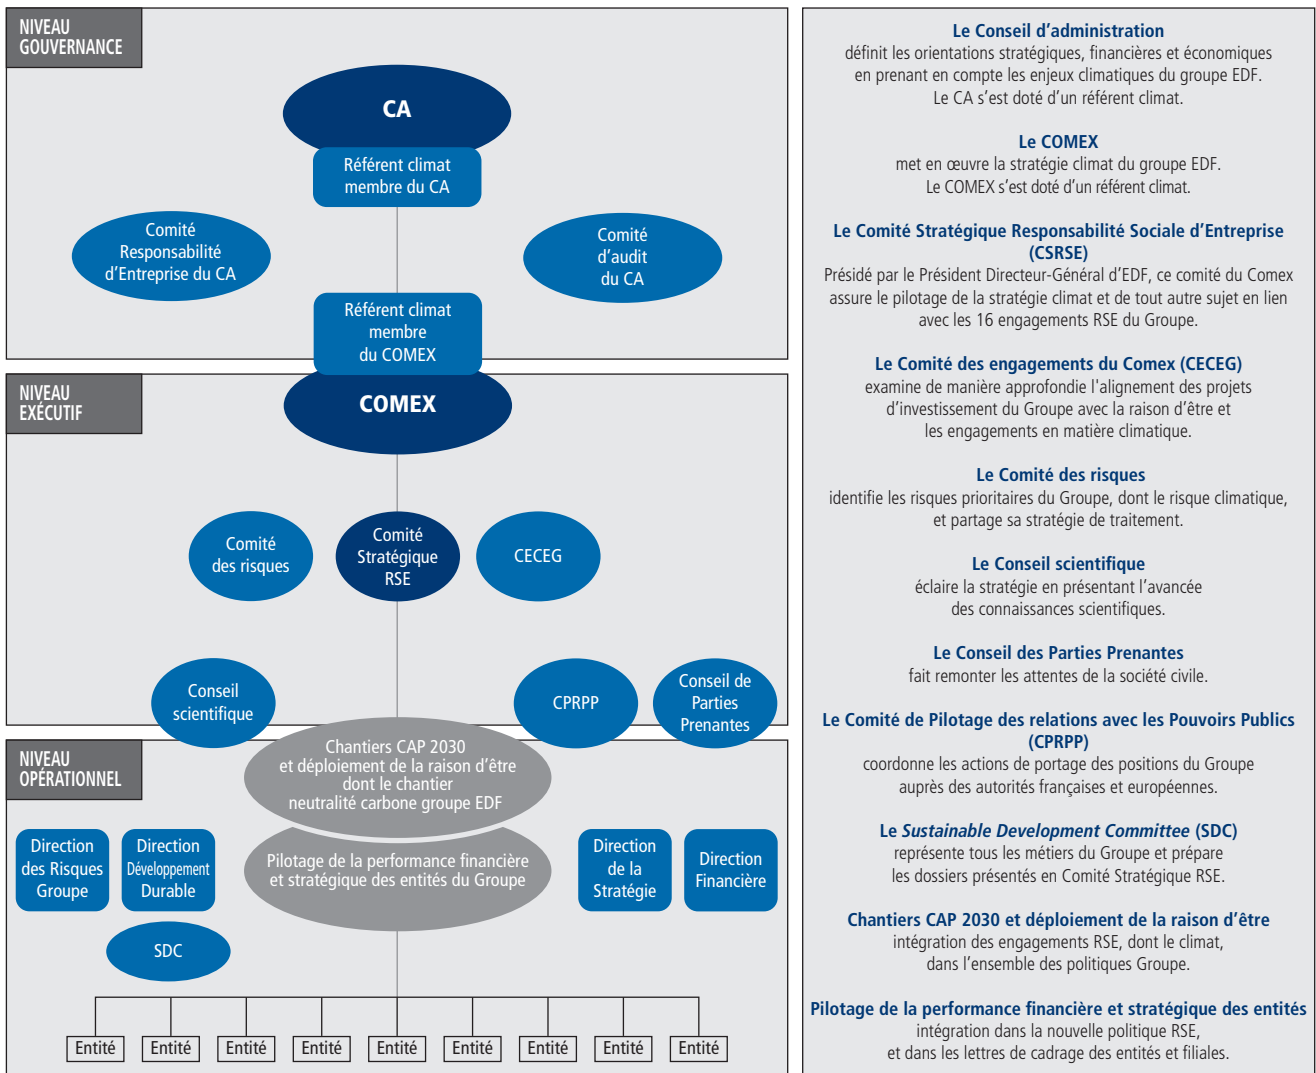 NIVEAU
GOUVERNANCE
CA
Référent climat
membre du CA
Comité
Responsabilité
d'Entreprise du CA
Comité
d'audit
du CA
Référent climat
membre
du COMEX
NIVEAU
EXÉCUTIF
COMEX
Comité
des risques
Comité
Stratégique
RSE
CECEG
Conseil
scientifique
CPRPP
Conseil de
Parties
Prenantes
NIVEAU
OPÉRATIONNEL
Chantiers CAP 2030
et déploiement de la raison d'être
dont le chantier
neutralité carbone groupe EDF
Direction
des Risques
Groupe
Direction
Développement
Durable
Pilotage de la performance financière
et stratégique des entités du Groupe
Direction
de la
Stratégie
Direction
Financière
SDC
Entité
Entité
Entité
Entité
Entité
Entité
Entité
Entité
Entité
Le Conseil d'administration
définit les orientations stratégiques, financières et économiques
en prenant en compte les enjeux climatiques du groupe EDF.
Le CA s'est doté d'un référent climat.
Le COMEX
met en œuvre la stratégie climat du groupe EDF.
Le COMEX s'est doté d'un référent climat.
Le Comité Stratégique Responsabilité Sociale d'Entreprise
(CSRSE)
Présidé par le Président Directeur-Général d'EDF, ce comité du Comex
assure le pilotage de la stratégie climat et de tout autre sujet en lien
avec les 16 engagements RSE du Groupe.
Le Comité des engagements du Comex (CECEG)
examine de manière approfondie l'alignement des projets
d'investissement du Groupe avec la raison d'être et
les engagements en matière climatique.
Le Comité des risques
identifie les risques prioritaires du Groupe, dont le risque climatique,
et partage sa stratégie de traitement.
Le Conseil scientifique
éclaire la stratégie en présentant l'avancée
des connaissances scientifiques.
Le Conseil des Parties Prenantes
fait remonter les attentes de la société civile.
Le Comité de Pilotage des relations avec les Pouvoirs Publics
(CPRPP)
coordonne les actions de portage des positions du Groupe
auprès des autorités françaises et européennes.
Le Sustainable Development Committee (SDC)
représente tous les métiers du Groupe et prépare
les dossiers présentés en Comité Stratégique RSE.
Chantiers CAP 2030 et déploiement de la raison d'être
intégration des engagements RSE, dont le climat,
dans l'ensemble des politiques Groupe.
Pilotage de la performance financière et stratégique des entités
intégration dans la nouvelle politique RSE,
et dans les lettres de cadrage des entités et filiales.